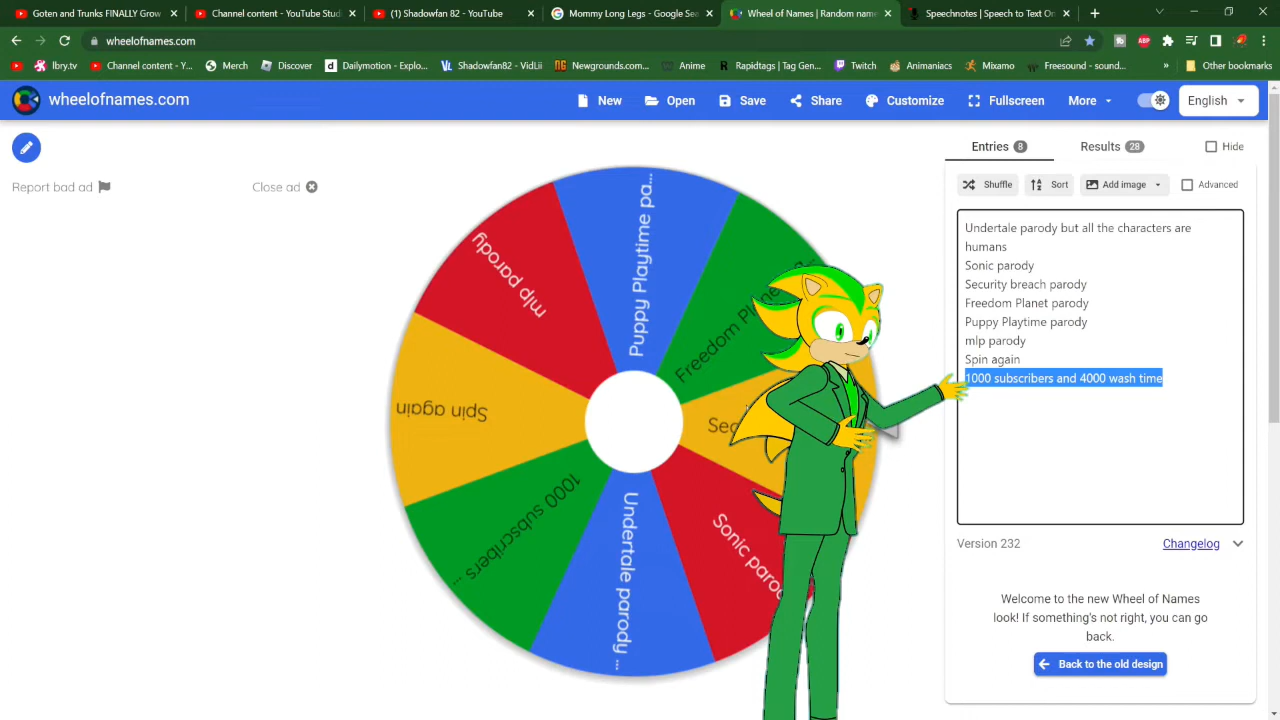 Goten and Trunks FINALLY Grow
Channel content - YouTube Stud
(1) Shadowfan 82 - YouTube
Mommy Long Legs - Google Sea
Wheel of Names | Random name
Speechnotes | Speech to Text On
wheelofnames.com
lbry.tv
Channel content - Y...
Merch
Discover
Dailymotion - Explo...
Shadowfan82 - VidLii
Newgrounds.com...
Anime
Rapidtags | Tag Gen...
Twitch
Animaniacs
Mixamo
Freesound - sound...
»
Other bookmarks
wheelofnames.com
New
Open
Save
Share
Customize
Fullscreen
More
English
Report bad ad
Close ad
Entries 8
Results 28
Hide
Shuffle
Sort
Add image
Advanced
Undertale parody but all the characters are
humans
Sonic parody
Security breach parody
Freedom Planet parody
Puppy Playtime parody
mlp parody
Spin again
1000 subscribers and 4000 wash time
Puppy Playtime pa...
mlp parody
Spin again
1000 subscribers ...
Undertale parody ...
Sonic parod
Sec
Freedom Plane
Version 232
Changelog
Welcome to the new Wheel of Names
look! If something's not right, you can go
back.
Back to the old design